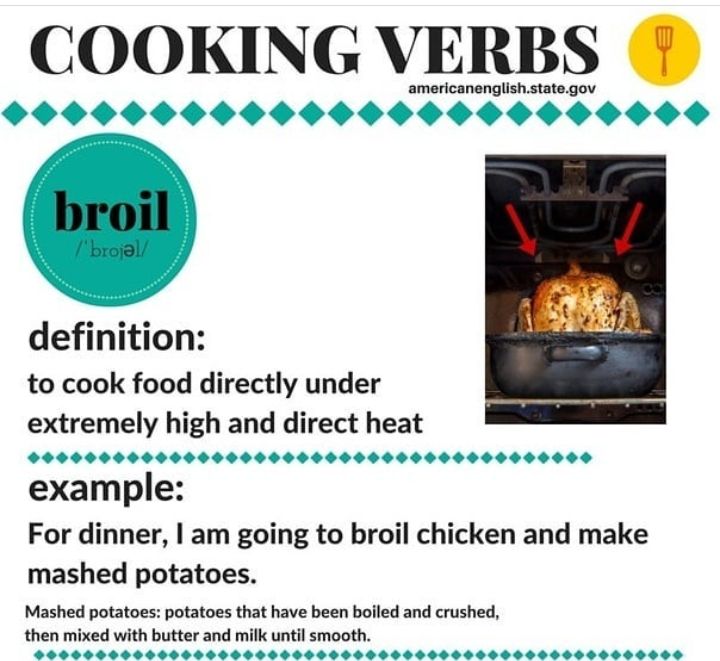 COOKING VERBS
americanenglish.state.gov
broil
/ˈbrojəl/
definition:
to cook food directly under
extremely high and direct heat
example:
For dinner, I am going to broil chicken and make
mashed potatoes.
Mashed potatoes: potatoes that have been boiled and crushed,
then mixed with butter and milk until smooth.